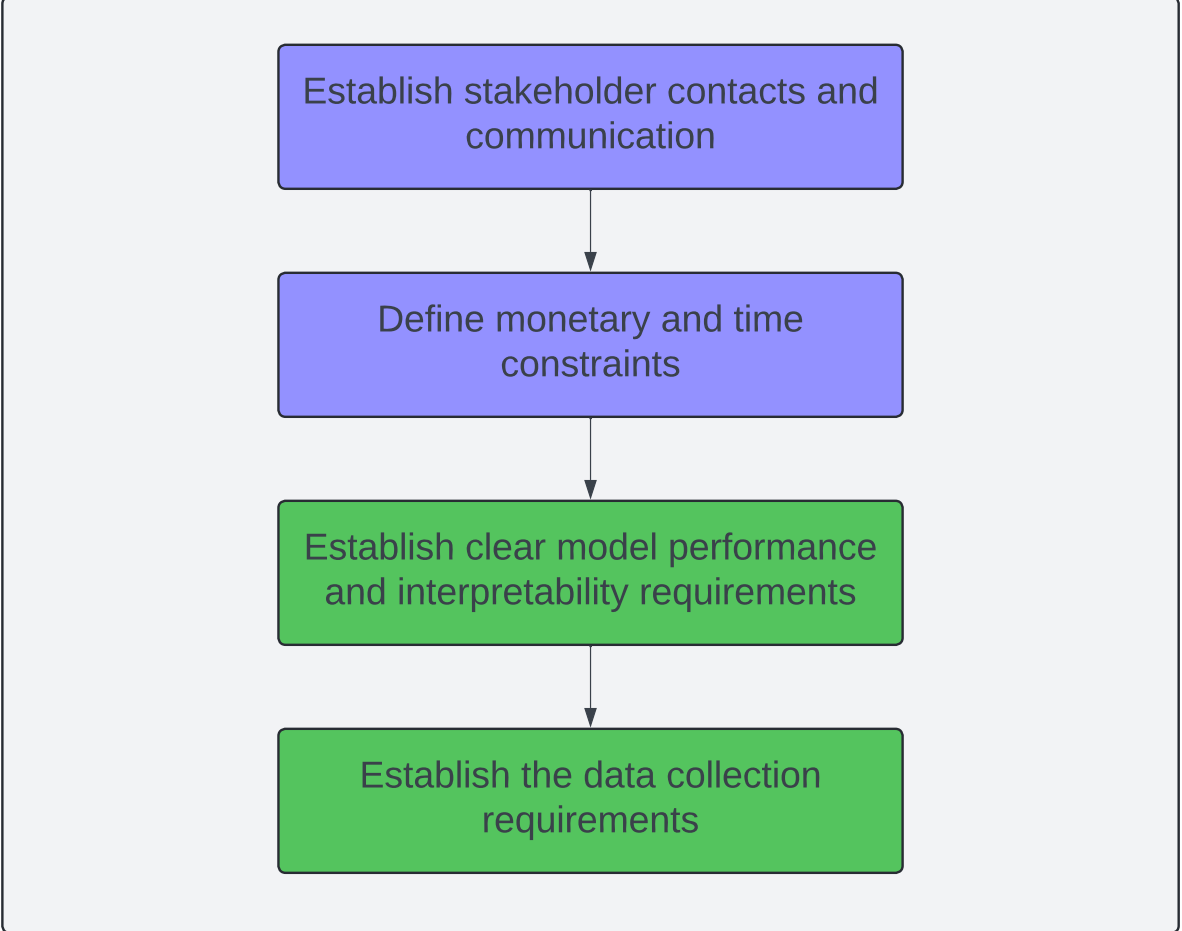 Establish stakeholder contacts and
communication
Define monetary and time
constraints
Establish clear model performance
and interpretability requirements
Establish the data collection
requirements